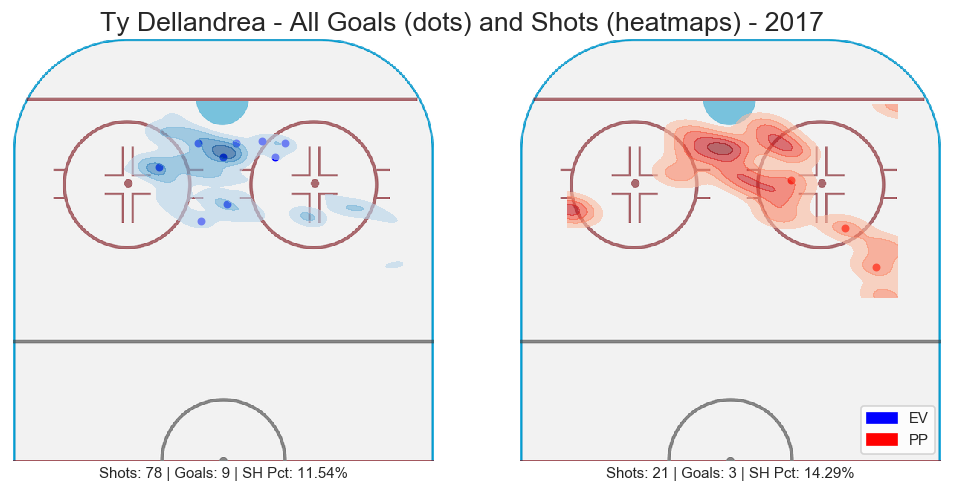 Ty Dellandrea - All Goals (dots) and Shots (heatmaps) - 2017
EV
PP
Shots: 78 | Goals: 9 | SH Pct: 11.54%
Shots: 21 | Goals: 3 | SH Pct: 14.29%